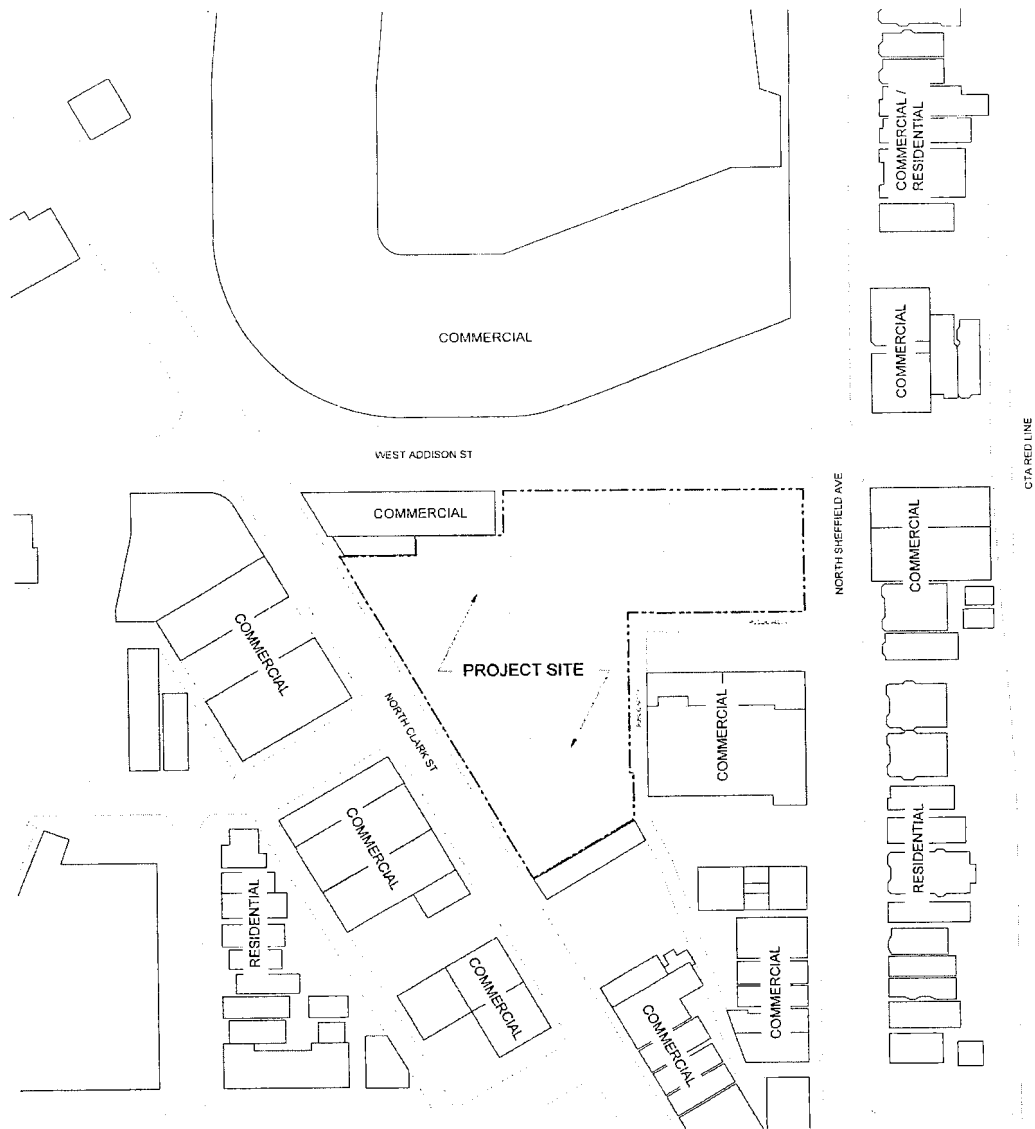 COMMERCIAL /
RESIDENTIAL
COMMERCIAL
COMMERCIAL
CTA RED LINE
WEST ADDISON ST
COMMERCIAL
NORTH SHEFFIELD AVE
COMMERCIAL
COMMERCIAL
PROJECT SITE
NORTH CLARK ST
COMMERCIAL
COMMERCIAL
RESIDENTIAL
RESIDENTIAL
COMMERCIAL
COMMERCIAL
COMMERCIAL